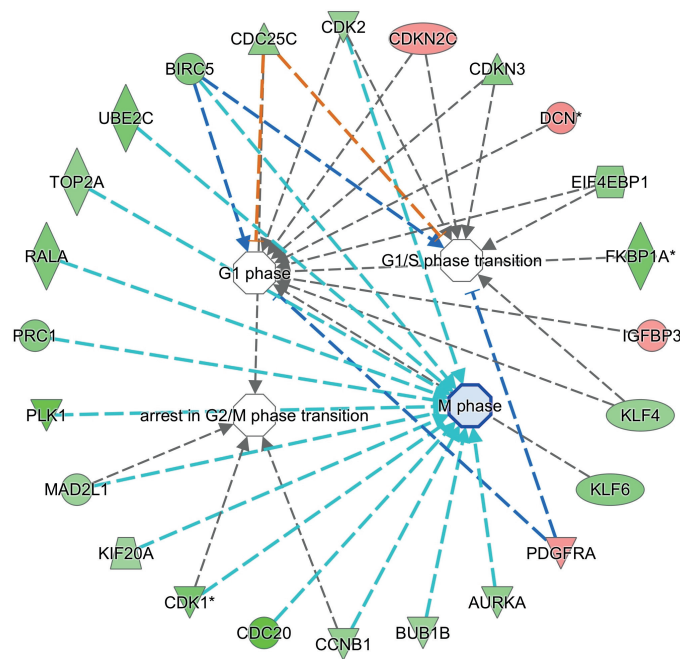 CDK2
CDC25C
CDKN2C
BIRC5
CDKN3
UBE2C
DCN*
TOP2A
EIF4EBP1
RALA
G1 phase
G1/S phase transition
FKBP1A*
PRC1
IGFBP3
PLK1
arrest in G2/M phase transition
M phase
KLF4
MAD2L1
KLF6
KIF20A
PDGFRA
CDK1*
AURKA
CDC20
CCNB1
BUB1B